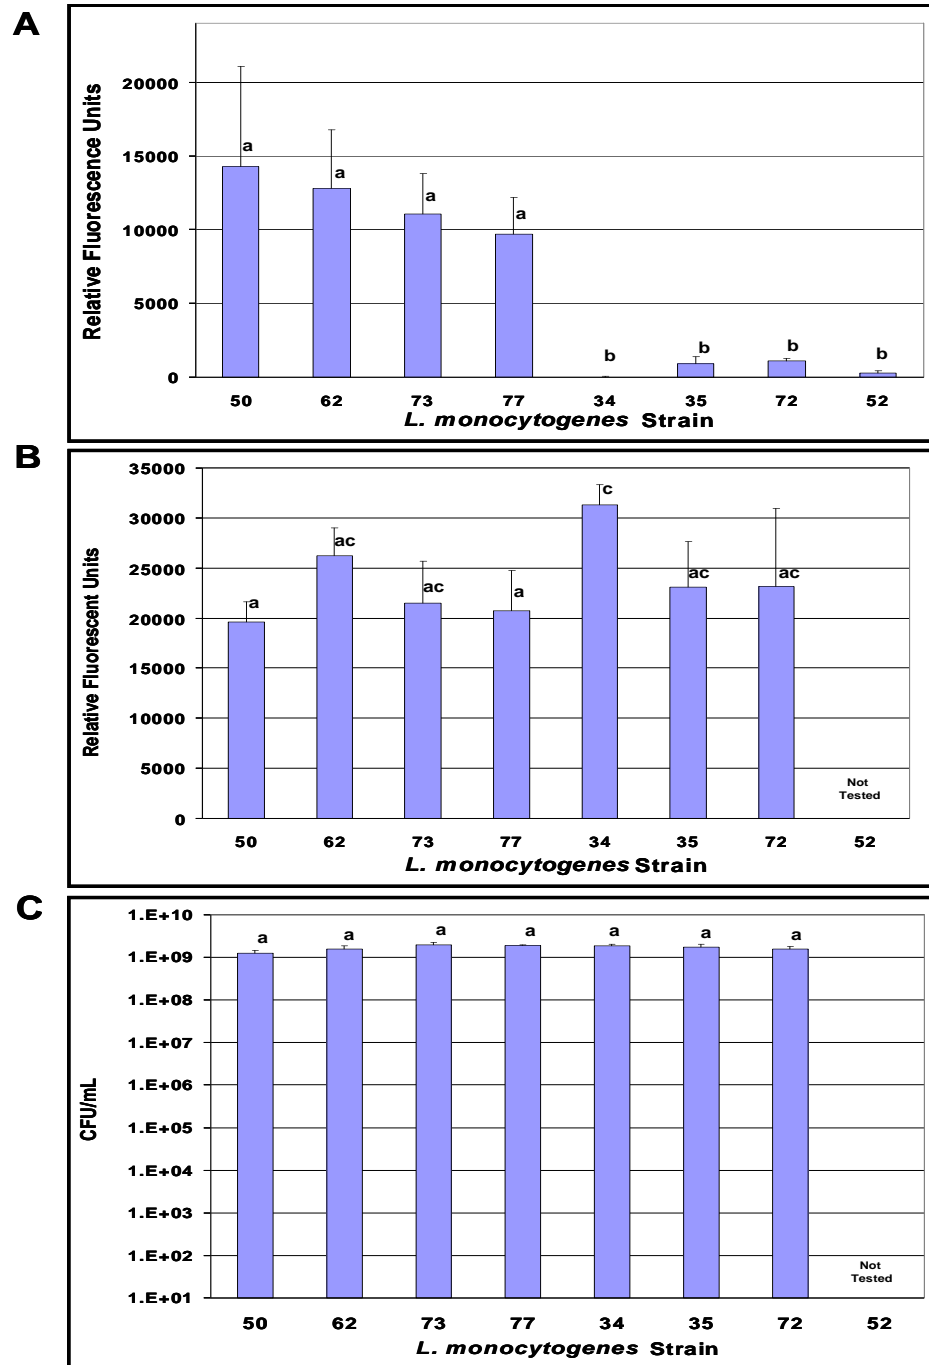 A
Relative Fluorescence Units
20000
15000
10000
5000
0
a
a
a
a
b
b
b
b
50 62 73 77 34 35 72 52
L. monocytogenes Strain
B
Relative Fluorescent Units
35000
30000
25000
20000
15000
10000
5000
0
a
ac
ac
a
c
ac
ac
Not
Tested
50 62 73 77 34 35 72 52
L. monocytogenes Strain
C
CFU/mL
1.E+10
1.E+09
1.E+08
1.E+07
1.E+06
1.E+05
1.E+04
1.E+03
1.E+02
1.E+01
a
a
a
a
a
a
a
Not
Tested
50 62 73 77 34 35 72 52
L. monocytogenes Strain